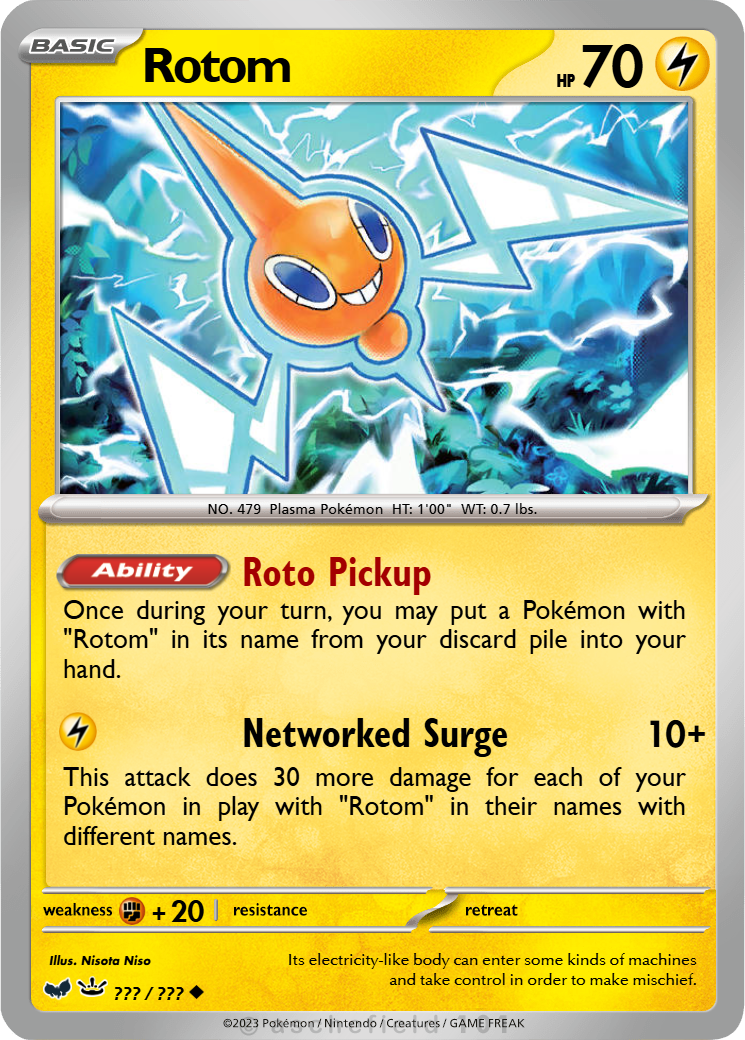 BASIC
Rotom
HP 70
NO. 479 Plasma Pokémon HT: 1'00" WT: 0.7 lbs.
Ability Roto Pickup
Once during your turn, you may put a Pokémon with
"Rotom" in its name from your discard pile into your
hand.
Networked Surge 10+
This attack does 30 more damage for each of your
Pokémon in play with "Rotom" in their names with
different names.
weakness + 20 resistance retreat
Illus. Nisota Niso
Its electricity-like body can enter some kinds of machines
and take control in order to make mischief.
??? / ???
©2023 Pokémon / Nintendo / Creatures / GAME FREAK